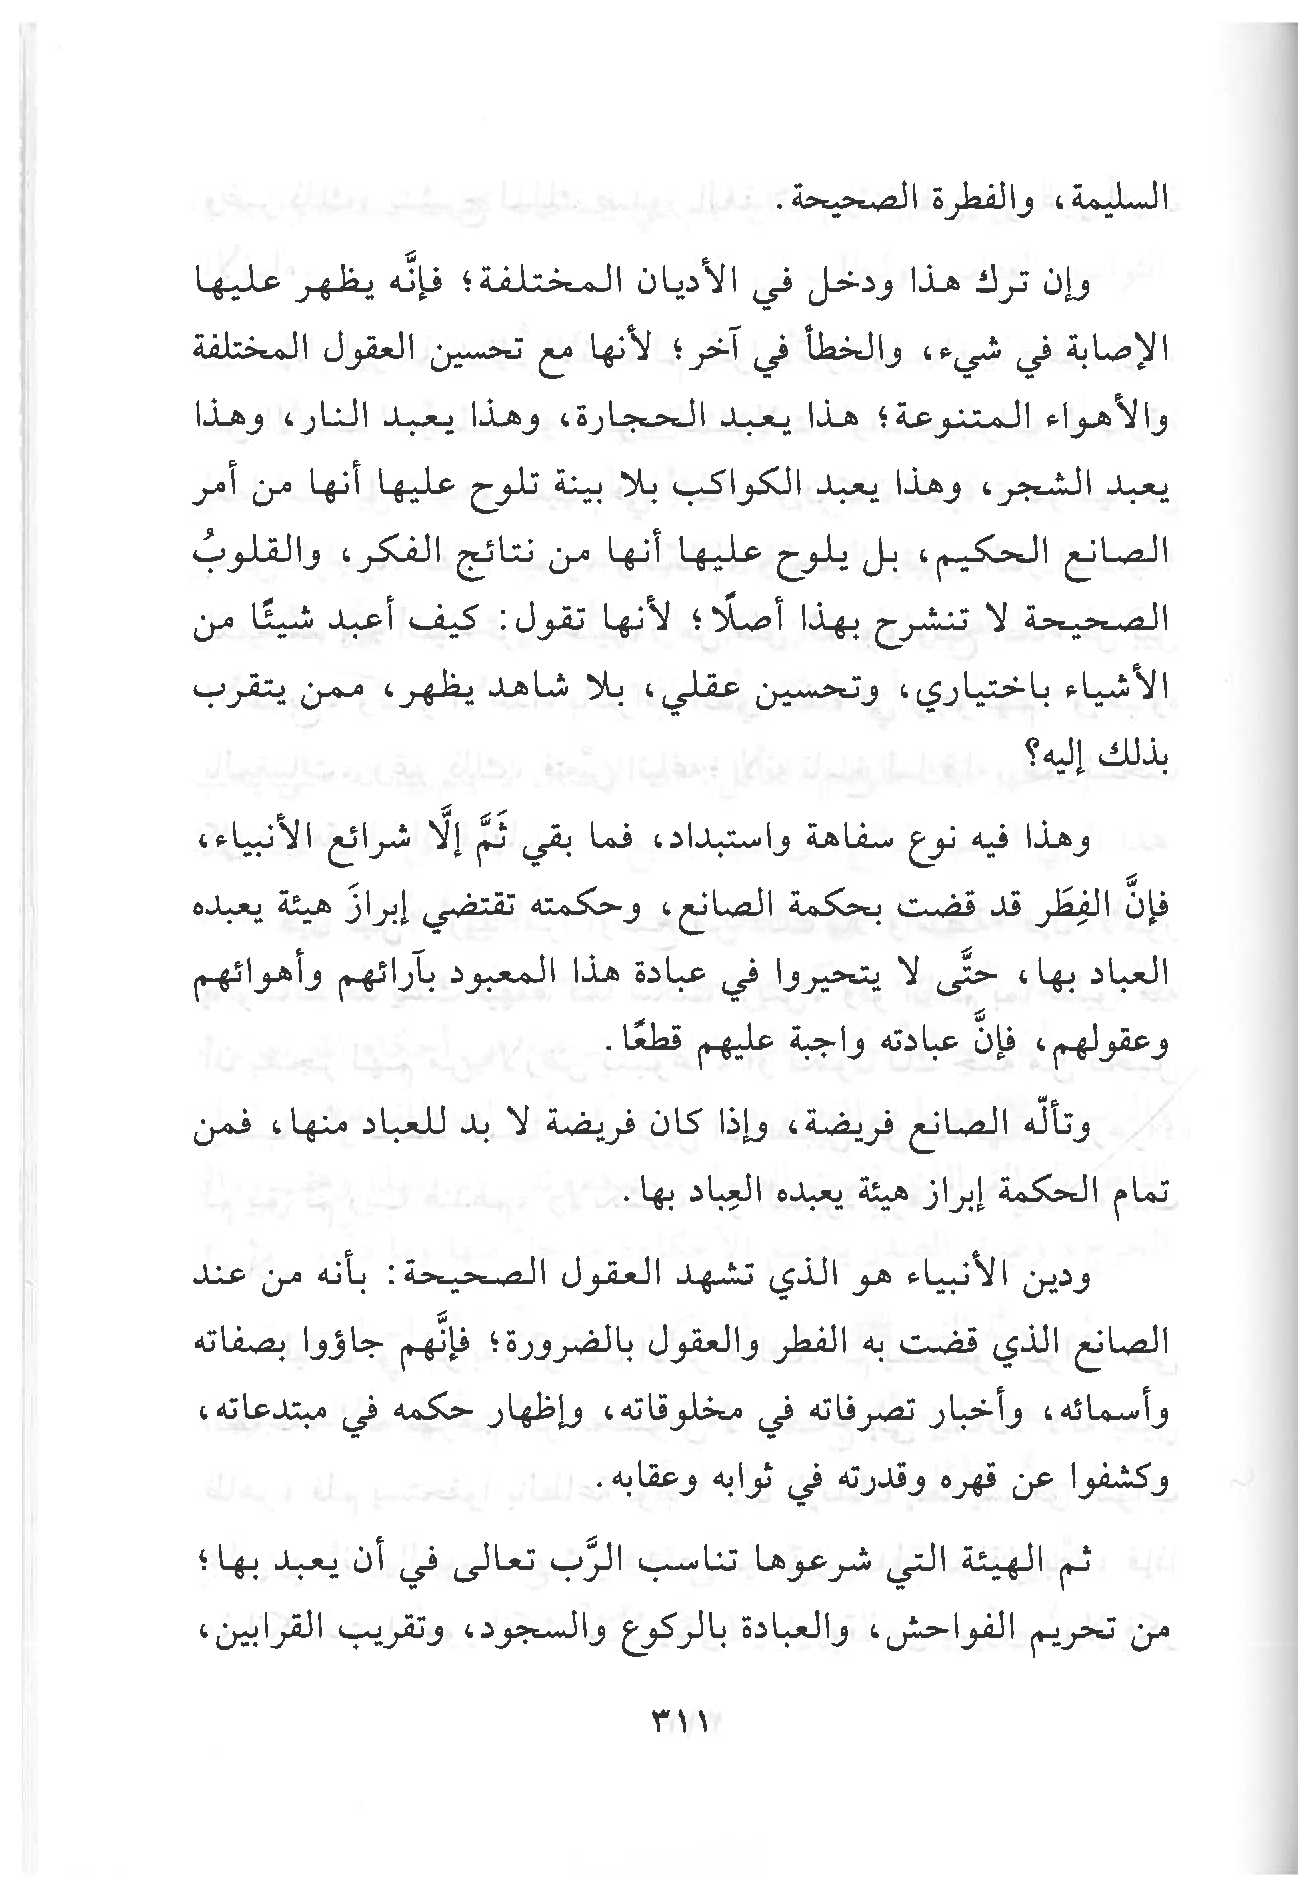 السليمة، والفطرة الصحيحة.
وإن ترك هذا ودخل في الأديان المختلفة؛ فإنَّه يظهر عليها
الإصابة في شيء، والخطأ في آخر؛ لأنها مع تحسين العقول المختلفة
والأهواء المتنوعة؛ هذا يعبد الحجارة، وهذا يعبد النار، وهذا
يعبد الشجر، وهذا يعبد الكواكب بلا بينة تلوح عليها أنها من أمر
الصانع الحكيم، بل يلوح عليها أنها من نتائج الفكر، والقلوبُ
الصحيحة لا تنشرح بهذا أصلًا؛ لأنها تقول: كيف أعبد شيئًا من
الأشياء باختياري، وتحسين عقلي، بلا شاهد يظهر، ممن يتقرب
بذلك إليه؟
وهذا فيه نوع سفاهة واستبداد، فما بقي ثَمَّ إلَّا شرائع الأنبياء،
فإنَّ الفِطَر قد قضت بحكمة الصانع، وحكمته تقتضي إبرازَ هيئة يعبده
العباد بها، حتَّى لا يتحيروا في عبادة هذا المعبود بآرائهم وأهوائهم
وعقولهم، فإنَّ عبادته واجبة عليهم قطعًا.
وتألّه الصانع فريضة، وإذا كان فريضة لا بد للعباد منها، فمن
تمام الحكمة إبراز هيئة يعبده العِباد بها.
ودين الأنبياء هو الذي تشهد العقول الصحيحة: بأنه من عند
الصانع الذي قضت به الفطر والعقول بالضرورة؛ فإنَّهم جاؤوا بصفاته
وأسمائه، وأخبار تصرفاته في مخلوقاته، وإظهار حكمه في مبتدعاته،
وكشفوا عن قهره وقدرته في ثوابه وعقابه.
ثم الهيئة التي شرعوها تناسب الرَّب تعالى في أن يعبد بها؛
من تحريم الفواحش، والعبادة بالركوع والسجود، وتقريب القرابين،
٣١١